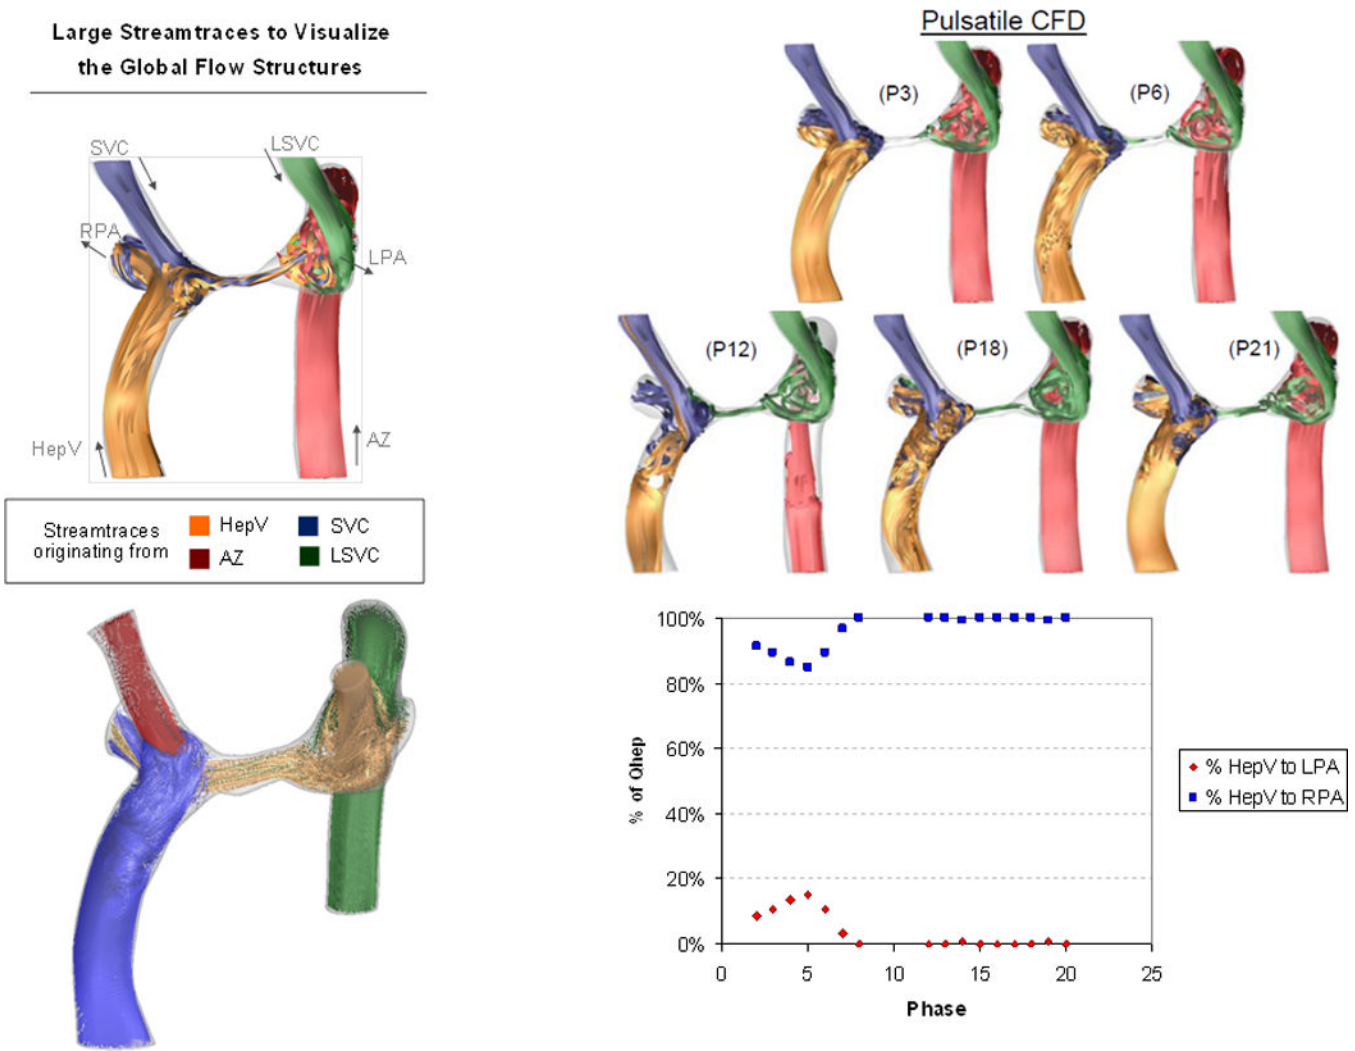 Large Streamtraces to Visualize
the Global Flow Structures
SVC
LSVC
RPA
LPA
HepV
AZ
Streamtraces
originating from
HepV
SVC
AZ
LSVC
Pulsatile CFD
(P3)
(P6)
(P12)
(P18)
(P21)
100%
80%
60%
40%
20%
0%
% of Qhep
0
5
10
15
20
25
Phase
% HepV to LPA
% HepV to RPA